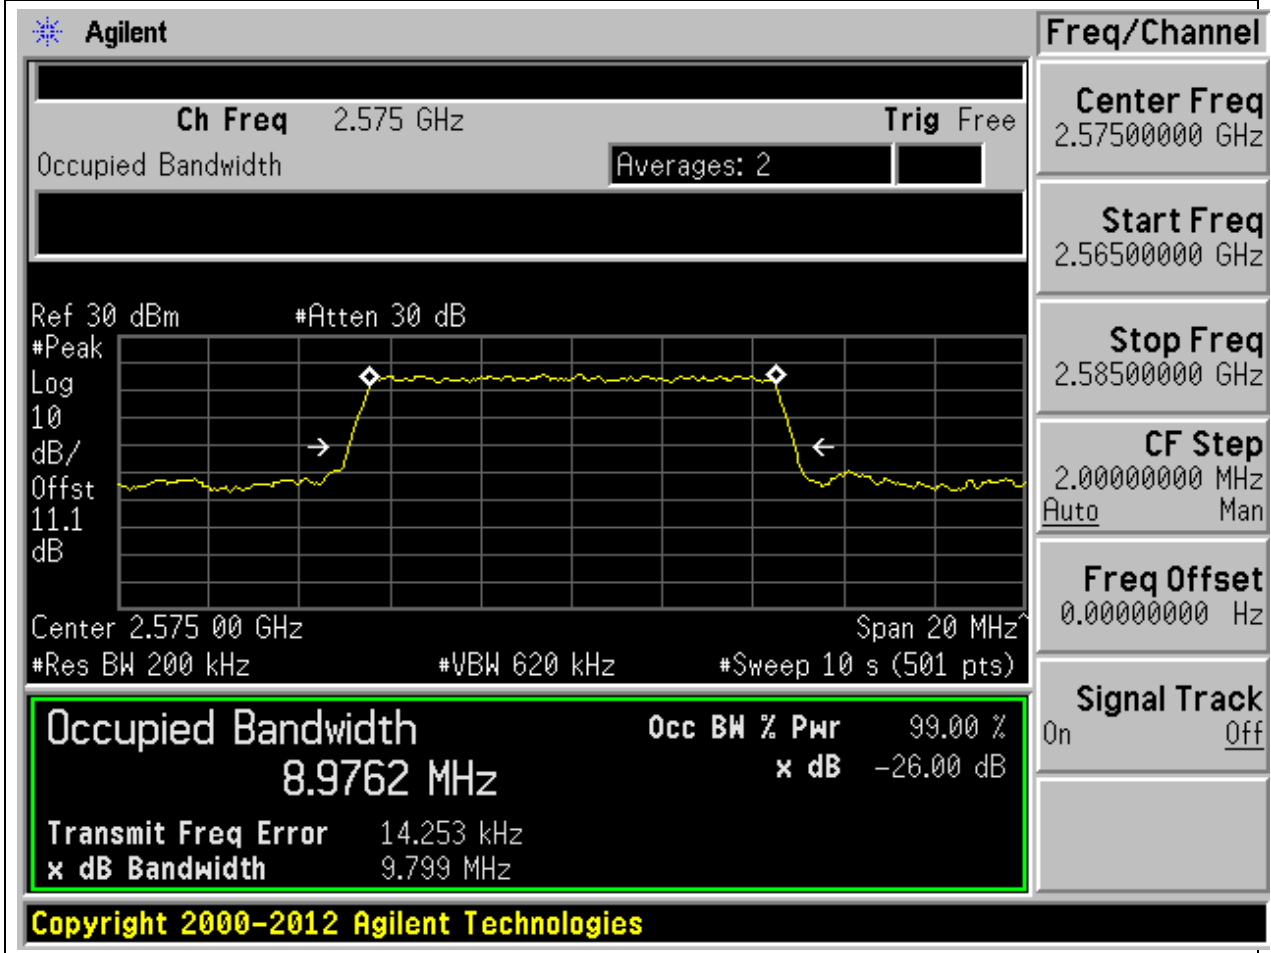 Agilent
Freq/Channel
Ch Freq 2.575 GHz Trig Free
Occupied Bandwidth Averages: 2
Center Freq
2.57500000 GHz
Start Freq
2.56500000 GHz
Stop Freq
2.58500000 GHz
CF Step
2.00000000 MHz
Auto Man
Freq Offset
0.00000000 Hz
Signal Track
On Off
Ref 30 dBm #Atten 30 dB
#Peak
Log
10
dB/
Offst
11.1
dB
Center 2.575 00 GHz Span 20 MHz^
#Res BW 200 kHz #VBW 620 kHz #Sweep 10 s (501 pts)
Occupied Bandwidth Occ BW % Pwr 99.00 %
8.9762 MHz x dB -26.00 dB
Transmit Freq Error 14.253 kHz
x dB Bandwidth 9.799 MHz
Copyright 2000-2012 Agilent Technologies